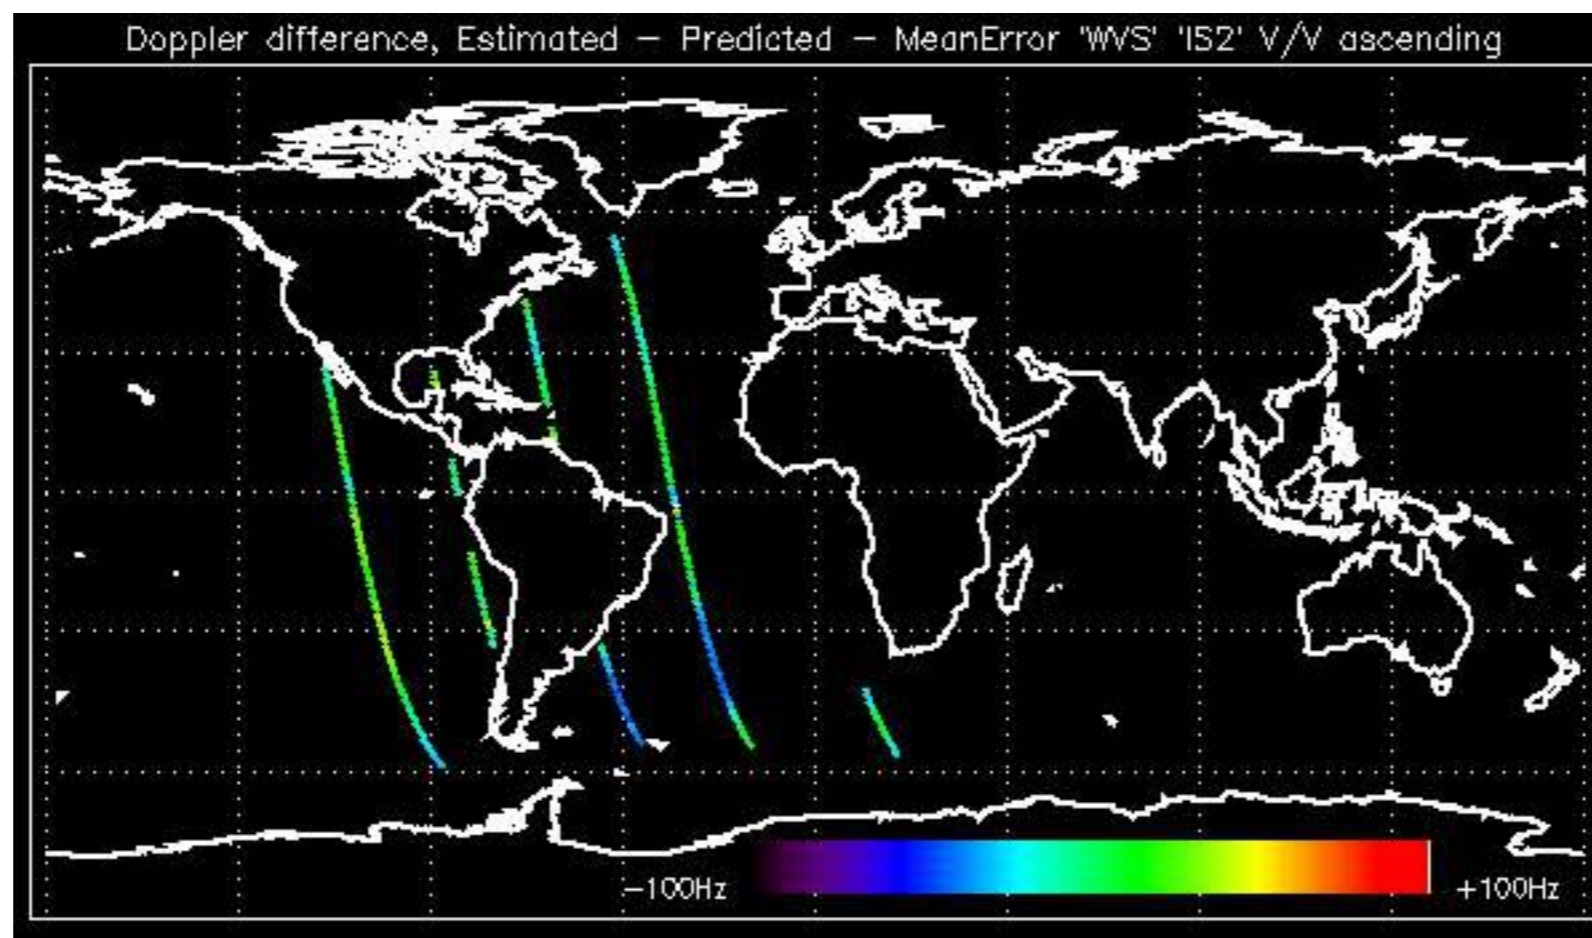 Doppler difference, Estimated – Predicted – MeanError 'WVS' 'IS2' V/V ascending
–100Hz +100Hz